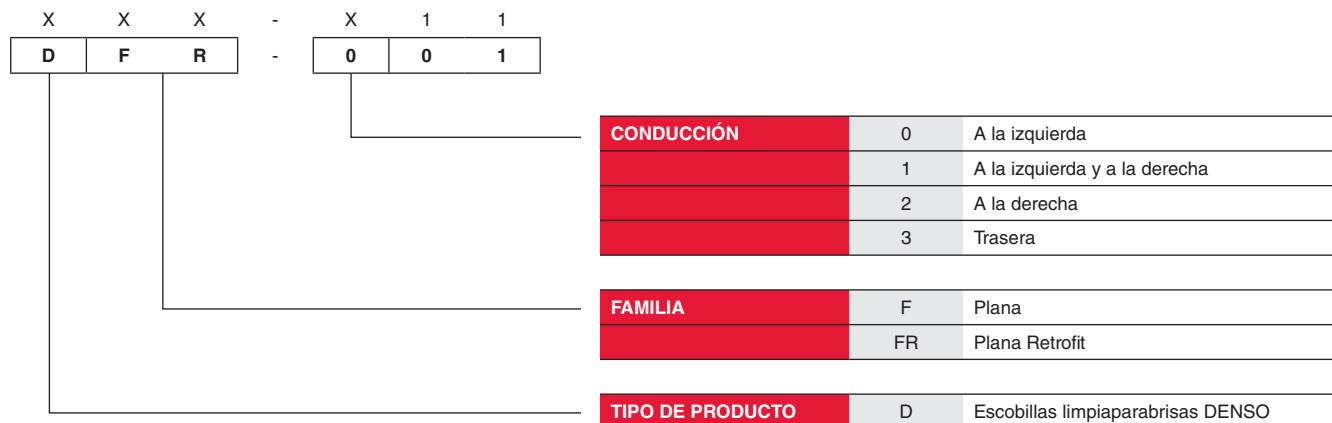 X X X - X 1 1
D F R - 0 0 1
CONDUCCIÓN 0 A la izquierda
1 A la izquierda y a la derecha
2 A la derecha
3 Trasera
FAMILIA F Plana
FR Plana Retrofit
TIPO DE PRODUCTO D Escobillas limpiaparabrisas DENSO